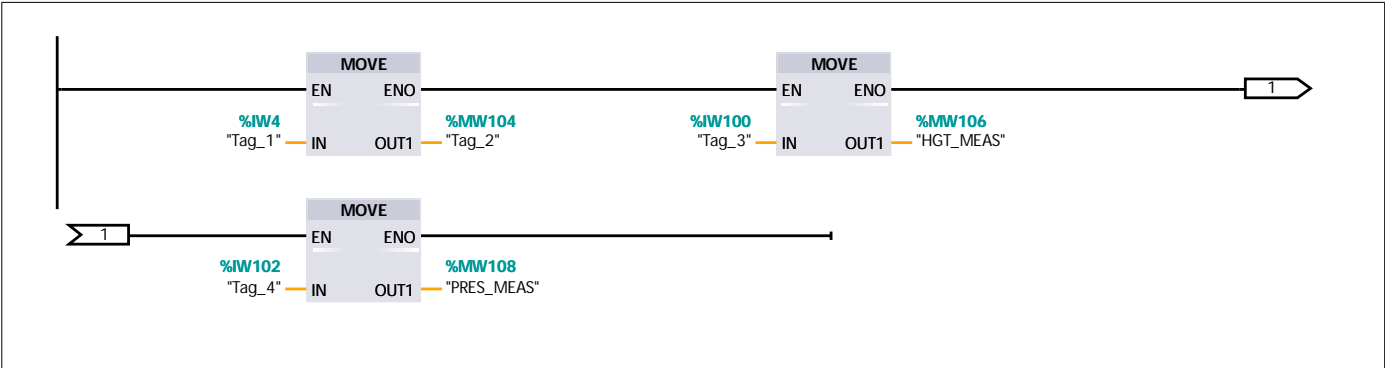 MOVE MOVE
EN ENO EN ENO 1
%IW4 %MW104 %IW100 %MW106
"Tag_1" IN OUT1 "Tag_2" "Tag_3" IN OUT1 "HGT_MEAS"
MOVE
1 EN ENO
%IW102 %MW108
"Tag_4" IN OUT1 "PRES_MEAS"